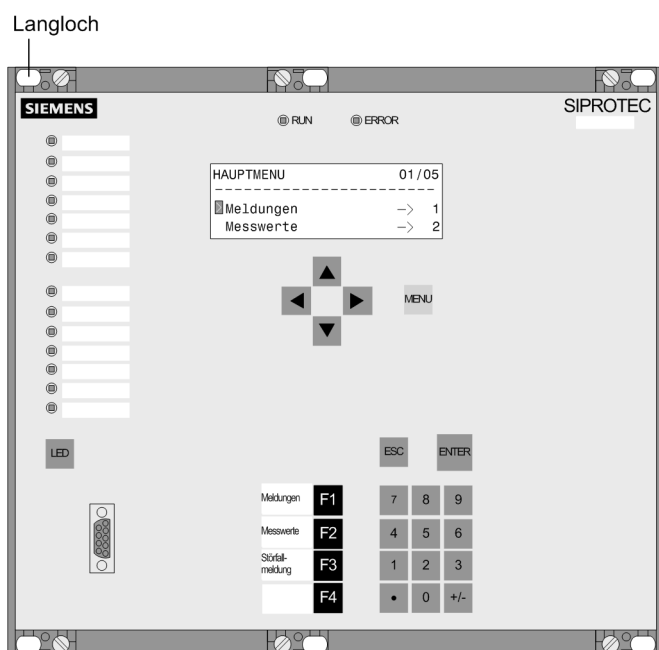 Langloch
SIEMENS
SIPROTEC
RUN
ERROR
HAUPTMENU 01/05
--------------------
Meldungen —> 1
Messwerte —> 2
MENU
LED
ESC
ENTER
Meldungen F1
7 8 9
Messwerte F2
4 5 6
Störfall-
meldung F3
1 2 3
F4
• 0 +/-